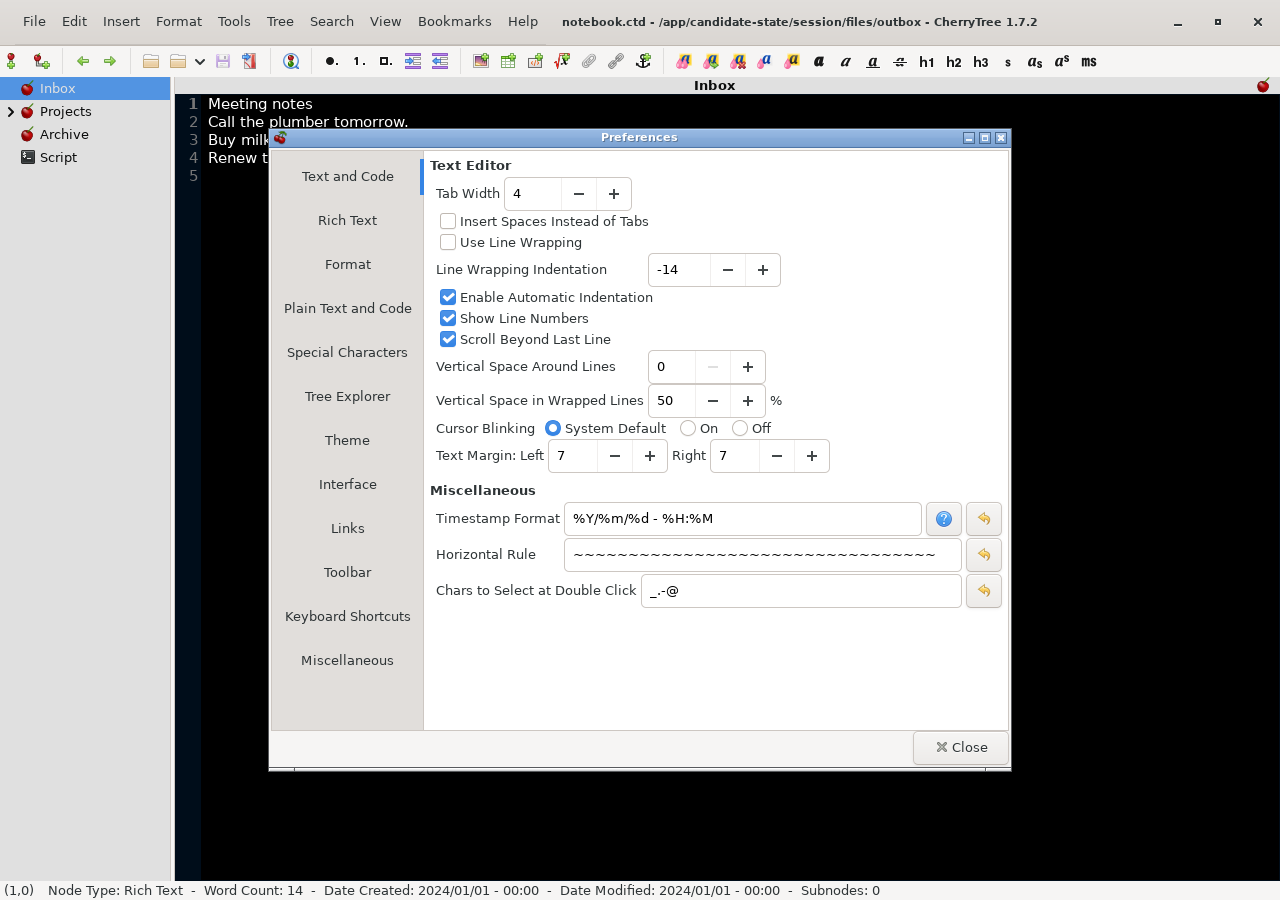 File Edit Insert Format Tools Tree Search View Bookmarks Help notebook.ctd - /app/candidate-state/session/files/outbox - CherryTree 1.7.2
1. a a a a a a a a a h1 h2 h3 s as as ms
Inbox
Projects
Archive
Script
Inbox
1 Meeting notes
2 Call the plumber tomorrow.
3 Buy milk
4 Renew t
5
Preferences
Text and Code
Rich Text
Format
Plain Text and Code
Special Characters
Tree Explorer
Theme
Interface
Links
Toolbar
Keyboard Shortcuts
Miscellaneous
Text Editor
Tab Width 4
Insert Spaces Instead of Tabs
Use Line Wrapping
Line Wrapping Indentation -14
Enable Automatic Indentation
Show Line Numbers
Scroll Beyond Last Line
Vertical Space Around Lines 0
Vertical Space in Wrapped Lines 50 %
Cursor Blinking System Default On Off
Text Margin: Left 7 Right 7
Miscellaneous
Timestamp Format %Y/%m/%d - %H:%M
Horizontal Rule ~~~~~~~~~~~~~~~~~~~~~~~~~~~~~~~~~
Chars to Select at Double Click _.-@
Close
(1,0) Node Type: Rich Text - Word Count: 14 - Date Created: 2024/01/01 - 00:00 - Date Modified: 2024/01/01 - 00:00 - Subnodes: 0